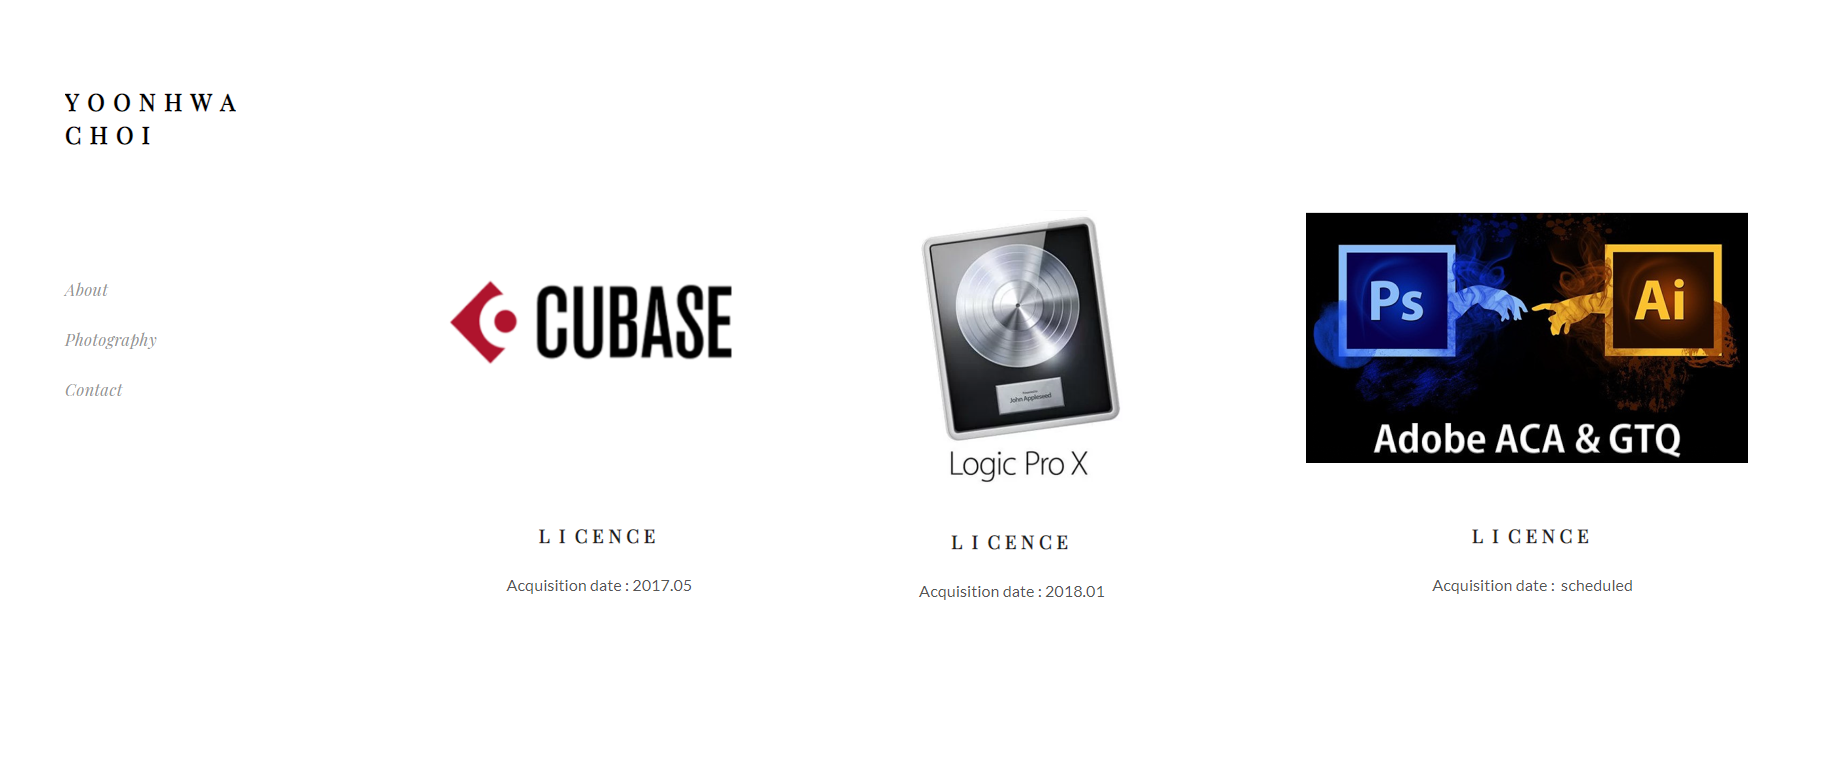 YOONHWA
CHOI
About
Photography
Contact
CUBASE
LICENCE
Acquisition date : 2017.05
John Appleseed
Logic Pro X
LICENCE
Acquisition date : 2018.01
Ps
Ai
Adobe ACA & GTQ
LICENCE
Acquisition date : scheduled